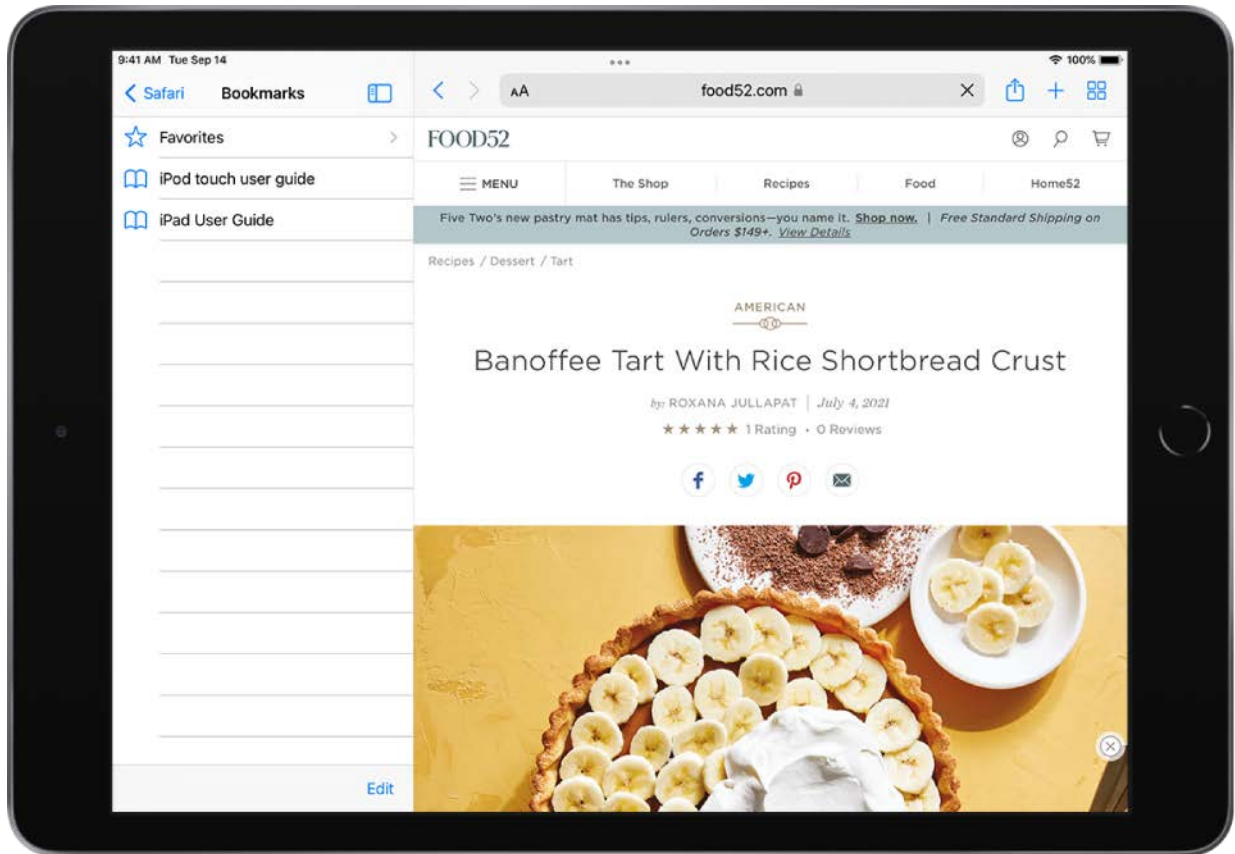 9:41 AM Tue Sep 14
100%
Safari
Bookmarks
Favorites
iPod touch user guide
iPad User Guide
Edit
AA
food52.com
FOOD52
MENU
The Shop
Recipes
Food
Home52
Five Two's new pastry mat has tips, rulers, conversions—you name it. Shop now. | Free Standard Shipping on
Orders $149+. View Details
Recipes / Dessert / Tart
AMERICAN
Banoffee Tart With Rice Shortbread Crust
by: ROXANA JULLAPAT | July 4, 2021
1 Rating • 0 Reviews